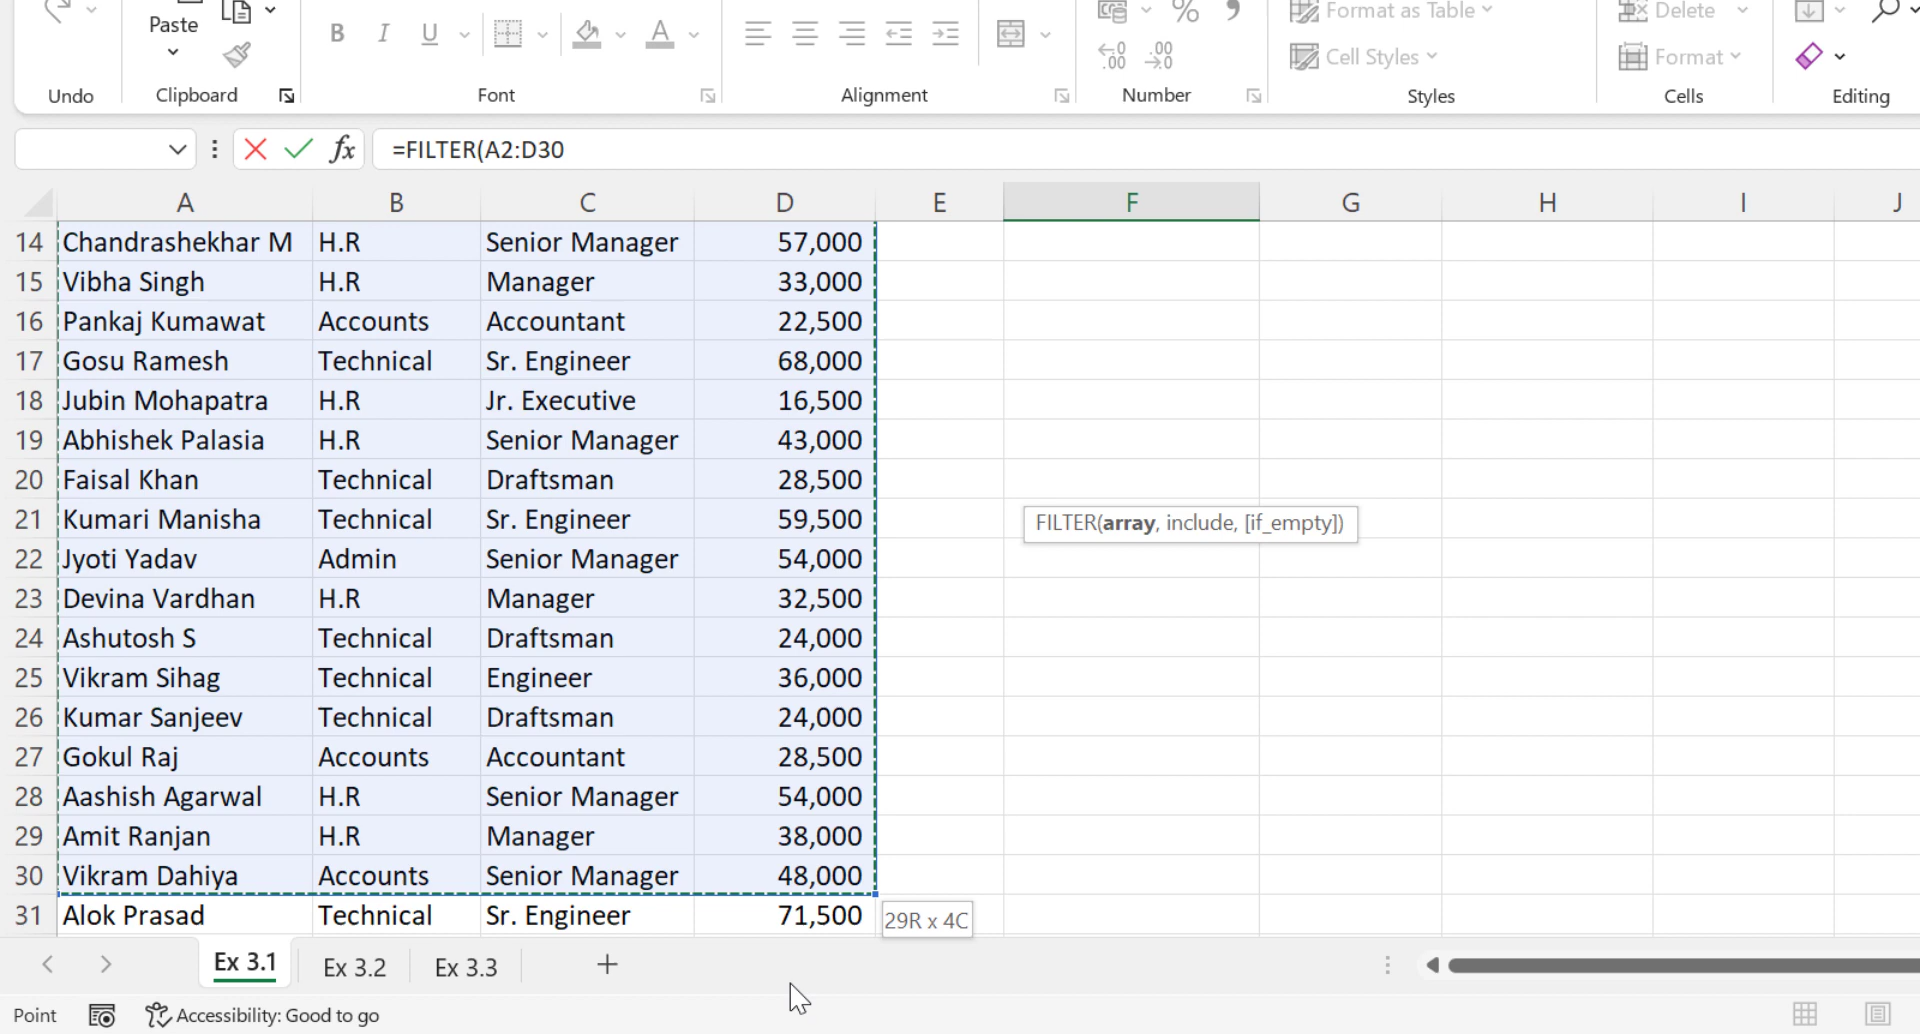 Paste
B I U A
% 9
.00 .00
Format as Table
Cell Styles
Delete
Format
Undo Clipboard Font Alignment Number Styles Cells Editing
fx =FILTER(A2:D30
A B C D E F G H I J
14 Chandrashekhar M H.R Senior Manager 57,000
15 Vibha Singh H.R Manager 33,000
16 Pankaj Kumawat Accounts Accountant 22,500
17 Gosu Ramesh Technical Sr. Engineer 68,000
18 Jubin Mohapatra H.R Jr. Executive 16,500
19 Abhishek Palasia H.R Senior Manager 43,000
20 Faisal Khan Technical Draftsman 28,500
21 Kumari Manisha Technical Sr. Engineer 59,500
FILTER(array, include, [if_empty])
22 Jyoti Yadav Admin Senior Manager 54,000
23 Devina Vardhan H.R Manager 32,500
24 Ashutosh S Technical Draftsman 24,000
25 Vikram Sihag Technical Engineer 36,000
26 Kumar Sanjeev Technical Draftsman 24,000
27 Gokul Raj Accounts Accountant 28,500
28 Aashish Agarwal H.R Senior Manager 54,000
29 Amit Ranjan H.R Manager 38,000
30 Vikram Dahiya Accounts Senior Manager 48,000
31 Alok Prasad Technical Sr. Engineer 71,500
29R x 4C
Ex 3.1 Ex 3.2 Ex 3.3
Point Accessibility: Good to go